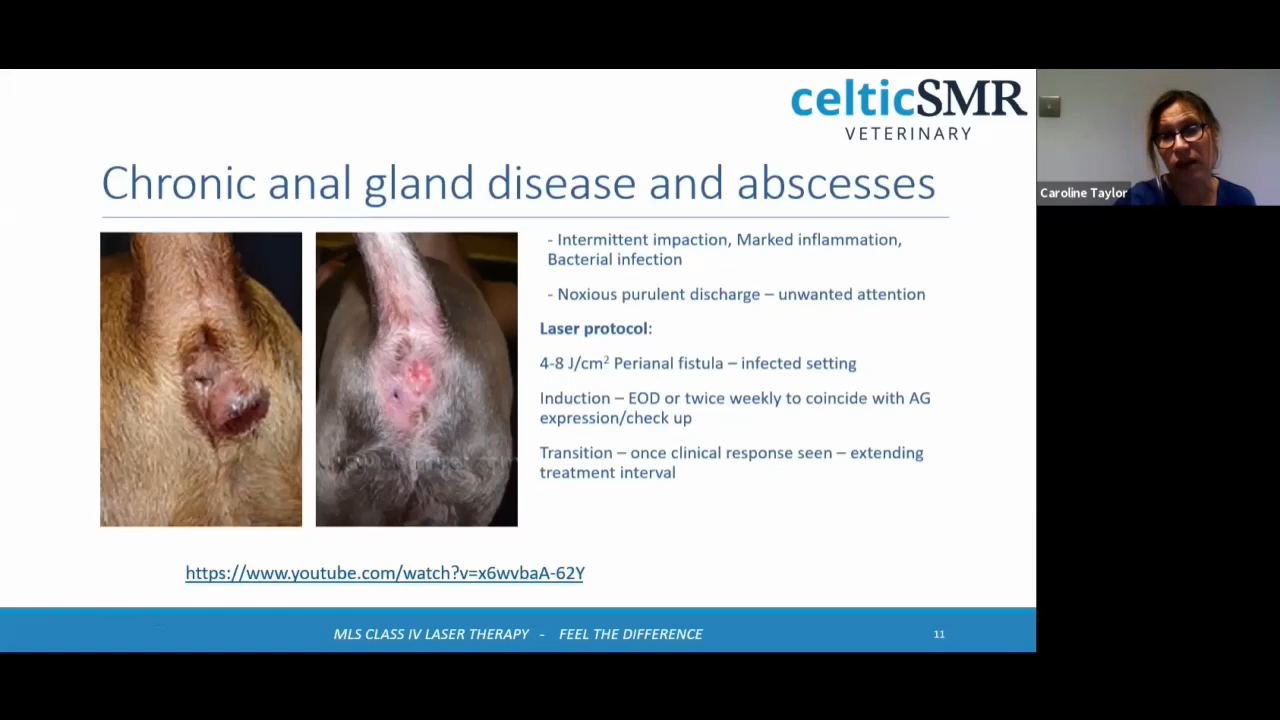 celticSMR
VETERINARY
Caroline Taylor
Chronic anal gland disease and abscesses
- Intermittent impaction, Marked inflammation,
Bacterial infection
- Noxious purulent discharge – unwanted attention
Laser protocol:
4-8 J/cm² Perianal fistula – infected setting
Induction – EOD or twice weekly to coincide with AG
expression/check up
Transition – once clinical response seen – extending
treatment interval
https://www.youtube.com/watch?v=x6wvbaA-62Y
MLS CLASS IV LASER THERAPY - FEEL THE DIFFERENCE
11